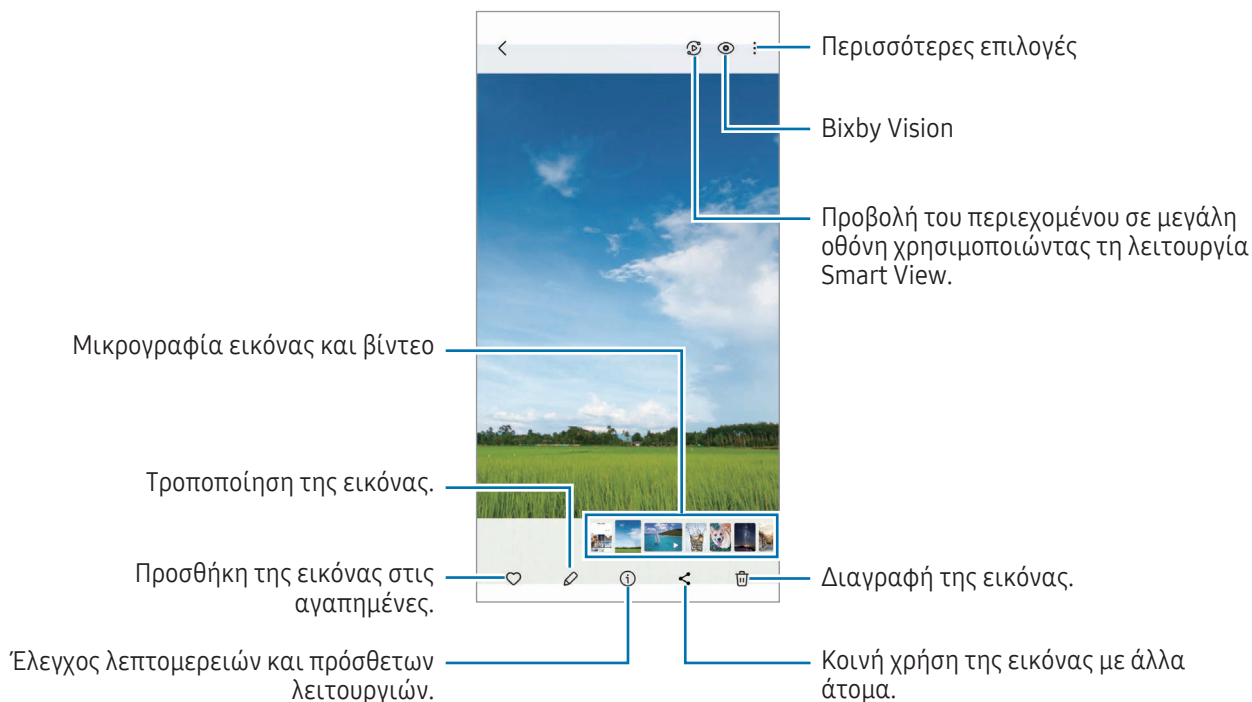 Περισσότερες επιλογές
Bixby Vision
Προβολή του περιεχομένου σε μεγάλη
οθόνη χρησιμοποιώντας τη λειτουργία
Smart View.
Μικρογραφία εικόνας και βίντεο
Τροποποίηση της εικόνας.
Προσθήκη της εικόνας στις
αγαπημένες.
Διαγραφή της εικόνας.
Έλεγχος λεπτομερειών και πρόσθετων
λειτουργιών.
Κοινή χρήση της εικόνας με άλλα
άτομα.